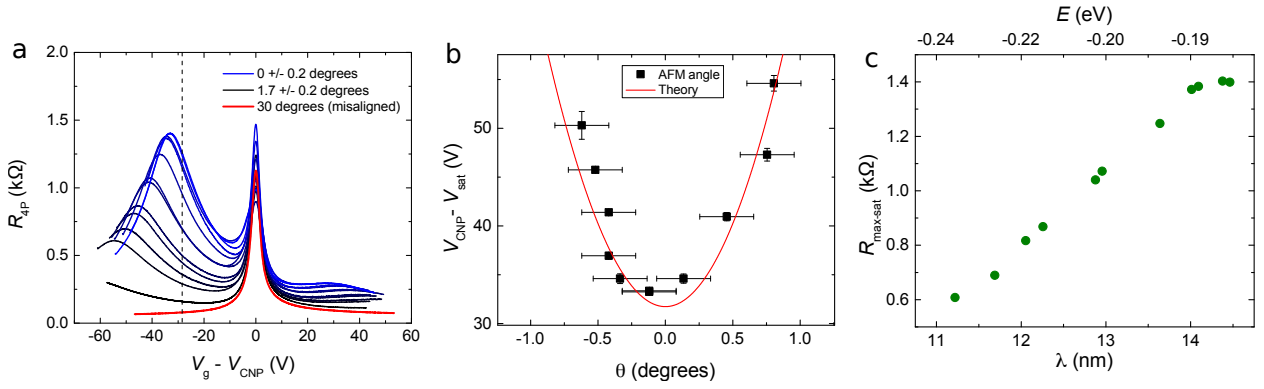 a
2.0
1.5
1.0
0.5
0.0
R4P (kΩ)
0 +/- 0.2 degrees
1.7 +/- 0.2 degrees
30 degrees (misaligned)
-60 -40 -20 0 20 40 60
Vg - VCNP (V)
b
50
40
30
VCNP- Vsat (V)
AFM angle
Theory
-1.0 -0.5 0.0 0.5 1.0
θ (degrees)
c
E (eV)
-0.24 -0.22 -0.20 -0.19
1.4
1.2
1.0
0.8
0.6
Rmax-sat (kΩ)
11 12 13 14
λ (nm)